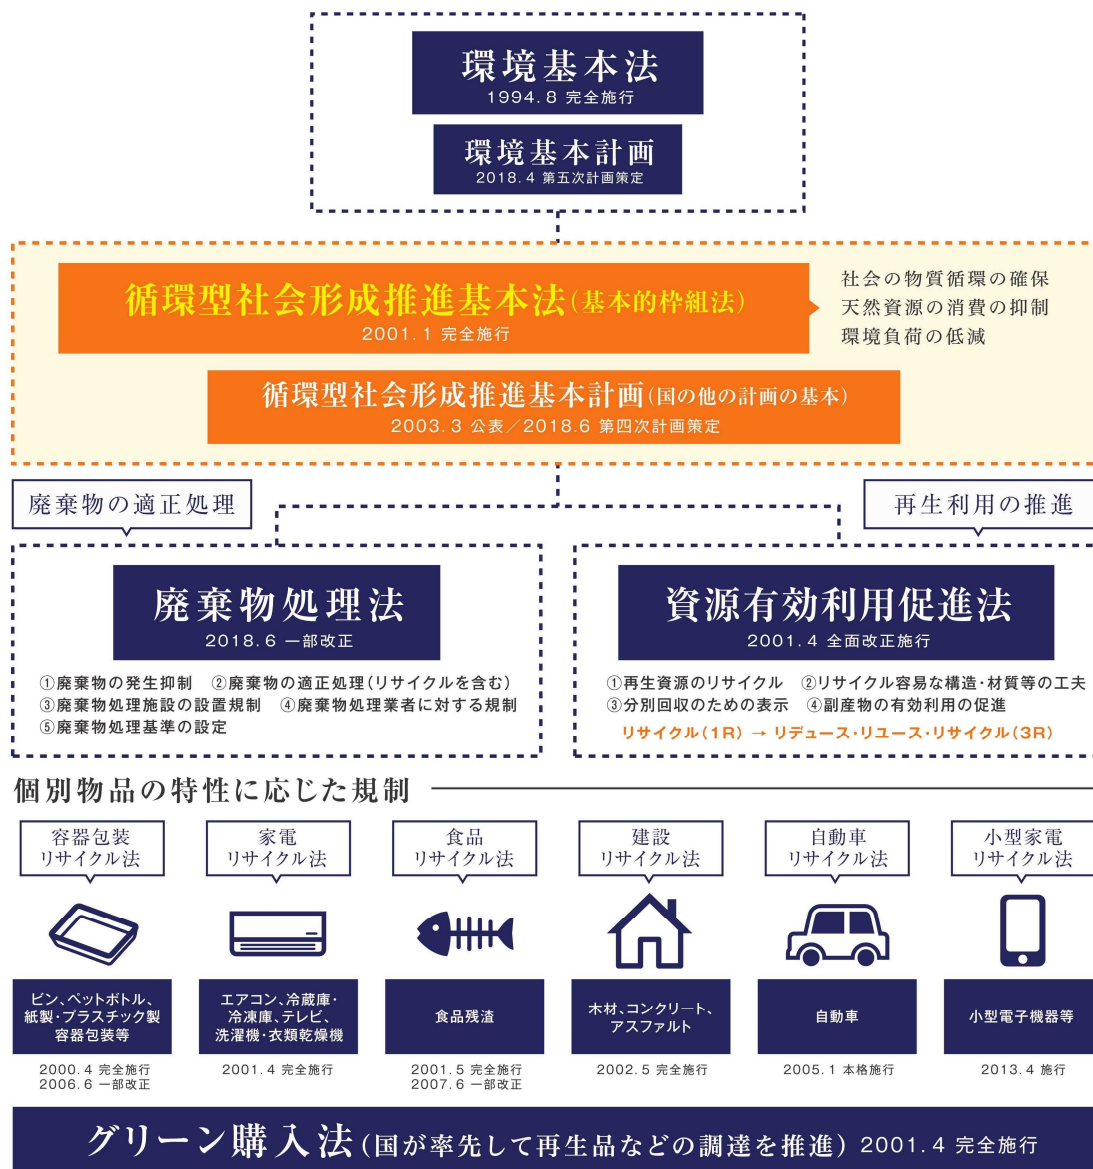 環境基本法
1994.8 完全施行
環境基本計画
2018.4 第五次計画策定
循環型社会形成推進基本法(基本的枠組法)
2001.1 完全施行
社会の物質循環の確保
天然資源の消費の抑制
環境負荷の低減
循環型社会形成推進基本計画(国の他の計画の基本)
2003.3 公表／2018.6 第四次計画策定
廃棄物の適正処理
再生利用の推進
廃棄物処理法
2018.6 一部改正
①廃棄物の発生抑制 ②廃棄物の適正処理(リサイクルを含む)
③廃棄物処理施設の設置規制 ④廃棄物処理業者に対する規制
⑤廃棄物処理基準の設定
資源有効利用促進法
2001.4 全面改正施行
①再生資源のリサイクル ②リサイクル容易な構造・材質等の工夫
③分別回収のための表示 ④副産物の有効利用の促進
リサイクル(1R) → リデュース・リユース・リサイクル(3R)
個別物品の特性に応じた規制
容器包装
リサイクル法
ビン、ペットボトル、
紙製・プラスチック製
容器包装等
2000.4 完全施行
2006.6 一部改正
家電
リサイクル法
エアコン、冷蔵庫・
冷凍庫、テレビ、
洗濯機・衣類乾燥機
2001.4 完全施行
食品
リサイクル法
食品残渣
2001.5 完全施行
2007.6 一部改正
建設
リサイクル法
木材、コンクリート、
アスファルト
2002.5 完全施行
自動車
リサイクル法
自動車
2005.1 本格施行
小型家電
リサイクル法
小型電子機器等
2013.4 施行
グリーン購入法(国が率先して再生品などの調達を推進) 2001.4 完全施行